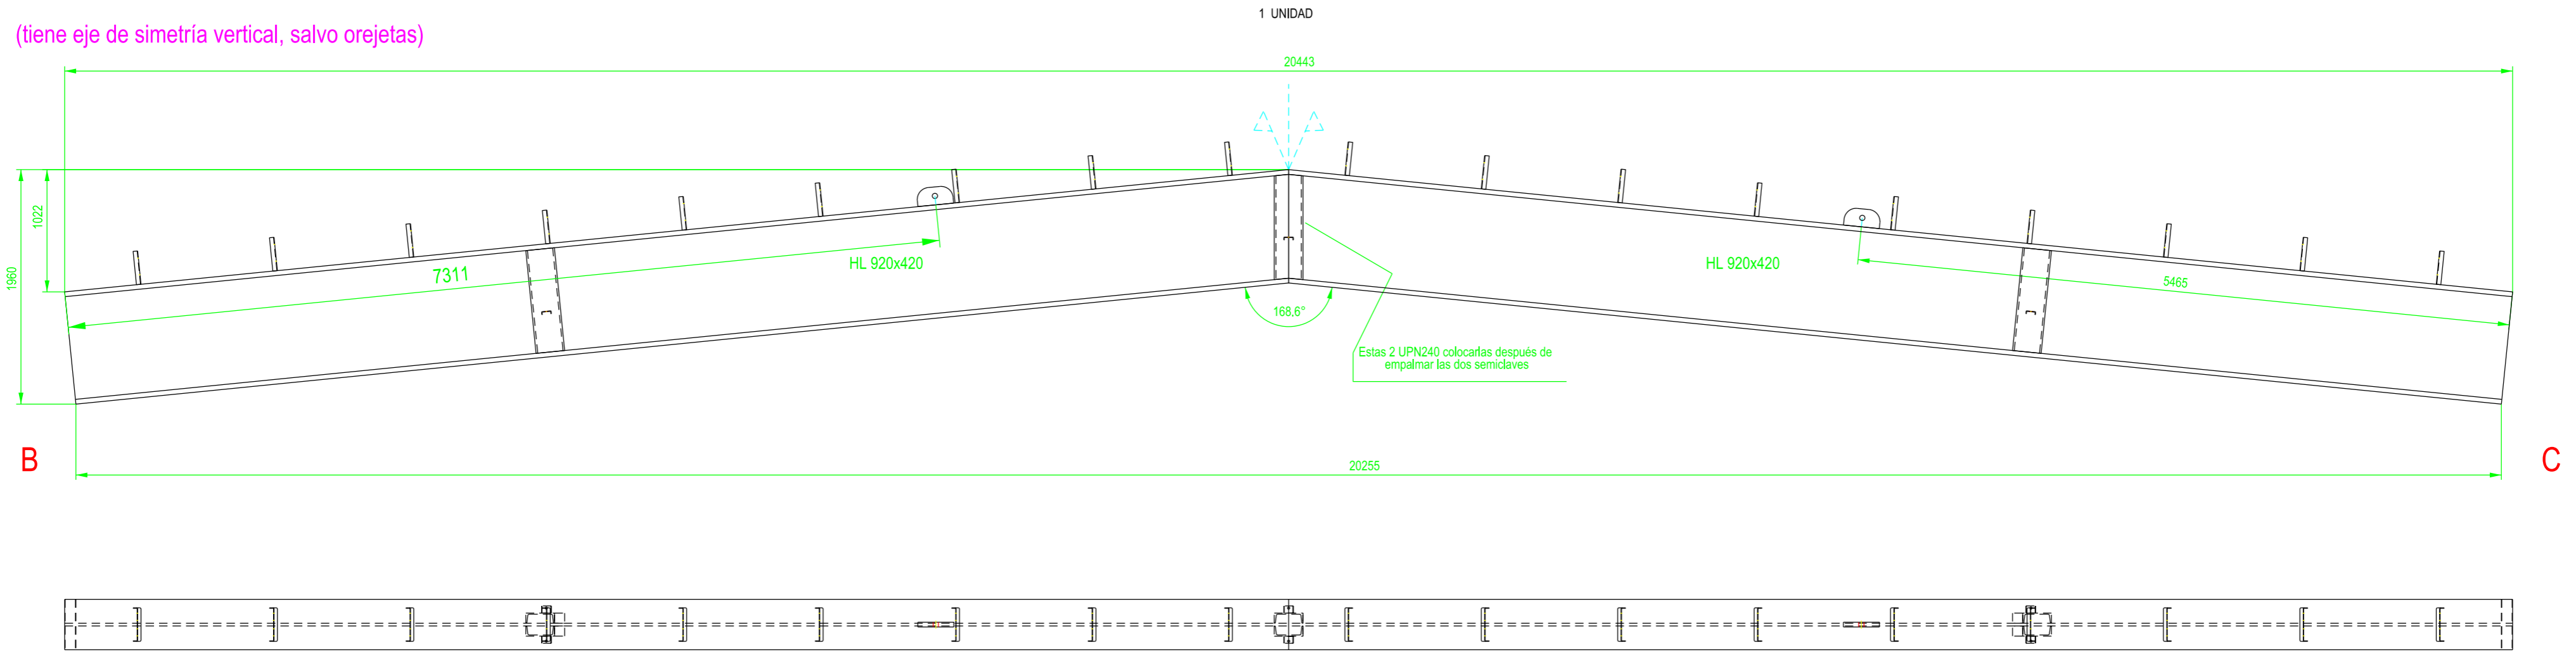 1 UNIDAD
(tiene eje de simetría vertical, salvo orejetas)
20443
1022
1960
7311
HL 920x420
HL 920x420
5465
168,6°
Estas 2 UPN240 colocarlas después de
empalmar las dos semiclaves
B
C
20255